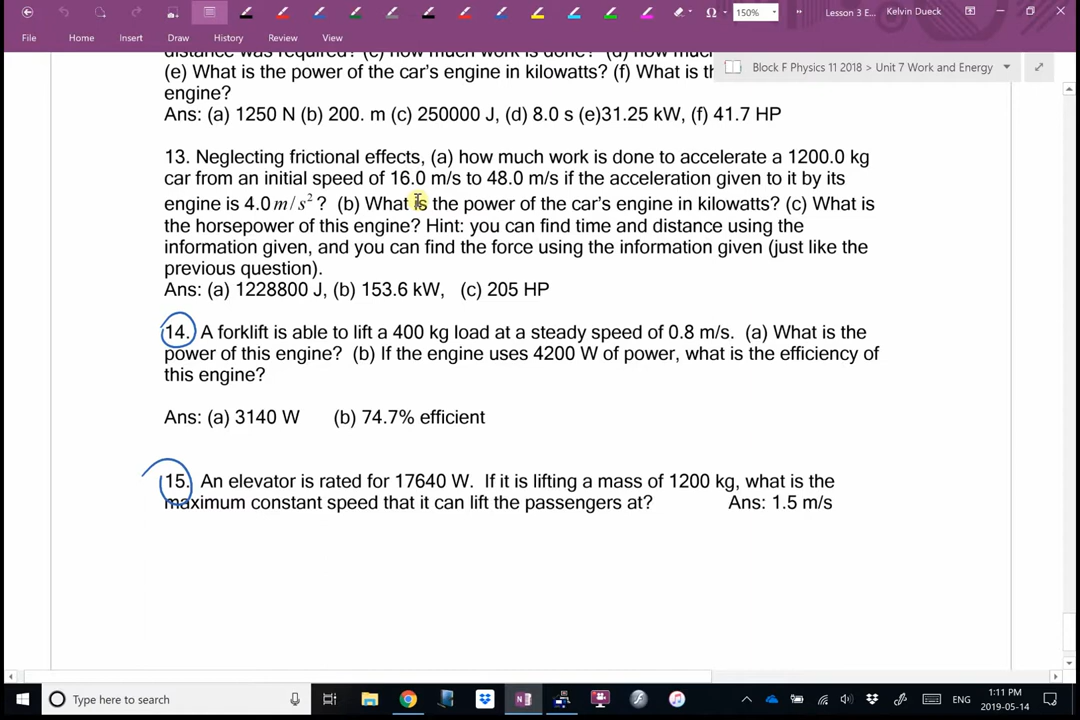 150%
Lesson 3 E...
Kelvin Dueck
File
Home
Insert
Draw
History
Review
View
distance was required? (c) how much work is done? (d) how much
Block F Physics 11 2018 > Unit 7 Work and Energy
(e) What is the power of the car's engine in kilowatts? (f) What is th
engine?
Ans: (a) 1250 N (b) 200. m (c) 250000 J, (d) 8.0 s (e)31.25 kW, (f) 41.7 HP
13. Neglecting frictional effects, (a) how much work is done to accelerate a 1200.0 kg
car from an initial speed of 16.0 m/s to 48.0 m/s if the acceleration given to it by its
engine is 4.0 m/s² ? (b) What is the power of the car's engine in kilowatts? (c) What is
the horsepower of this engine? Hint: you can find time and distance using the
information given, and you can find the force using the information given (just like the
previous question).
Ans: (a) 1228800 J, (b) 153.6 kW, (c) 205 HP
14. A forklift is able to lift a 400 kg load at a steady speed of 0.8 m/s. (a) What is the
power of this engine? (b) If the engine uses 4200 W of power, what is the efficiency of
this engine?
Ans: (a) 3140 W (b) 74.7% efficient
15. An elevator is rated for 17640 W. If it is lifting a mass of 1200 kg, what is the
maximum constant speed that it can lift the passengers at? Ans: 1.5 m/s
Type here to search
ENG
1:11 PM
2019-05-14